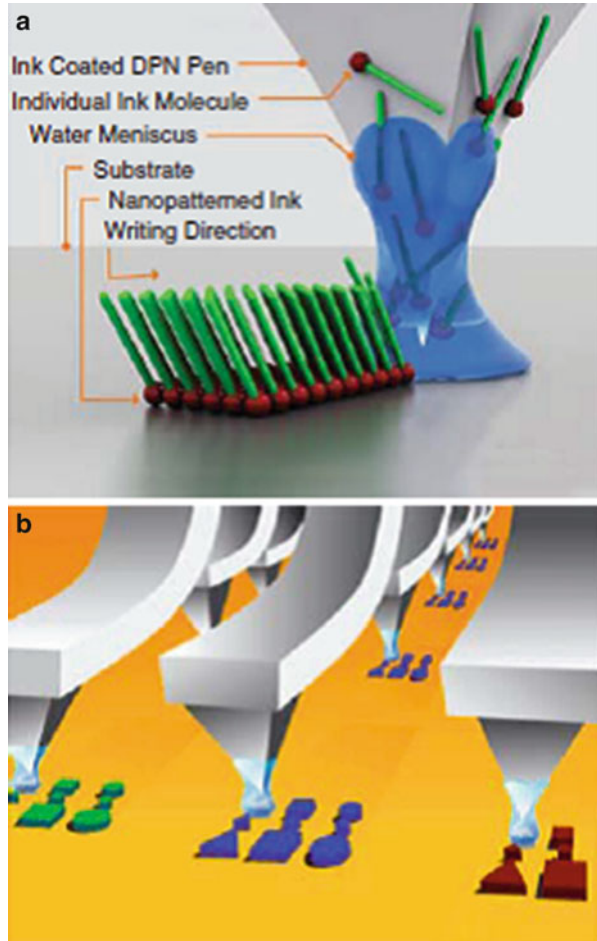 a
Ink Coated DPN Pen
Individual Ink Molecule
Water Meniscus
Substrate
Nanopatterned Ink
Writing Direction
b